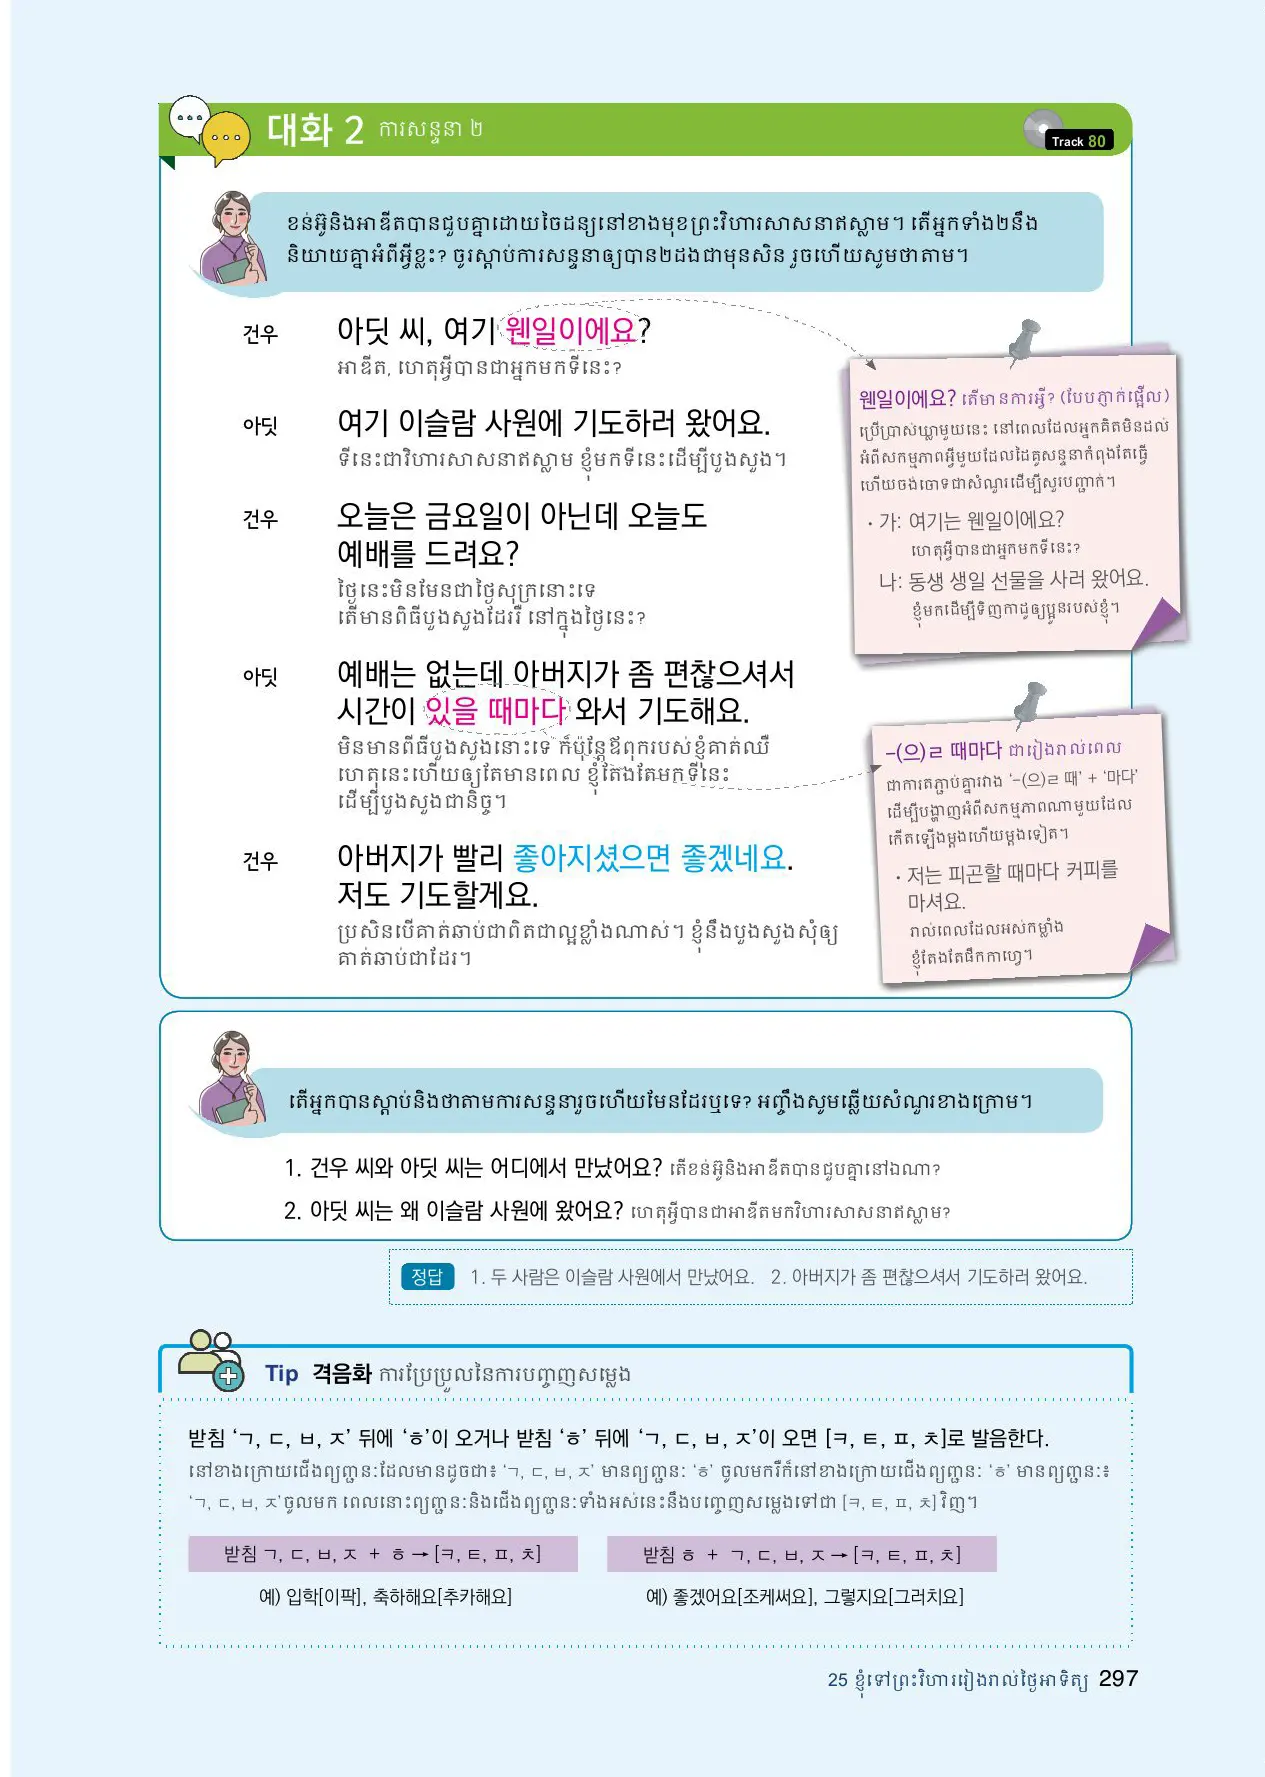 대화 2 ការសន្ទនា ២
Track 80
ខន់អ៊ូនិងអាឌីតបានជួបគ្នាដោយចៃដន្យនៅខាងមុខព្រះវិហារសាសនាឥស្លាម។ តើអ្នកទាំង២នឹង
និយាយគ្នាអំពីអ្វីខ្លះ? ចូរស្តាប់ការសន្ទនាឲ្យបាន២ដងជាមុនសិន រួចហើយសូមថាតាម។
건우 아딧 씨, 여기 웬일이에요?
អាឌីត, ហេតុអ្វីបានជាអ្នកមកទីនេះ?
아딧 여기 이슬람 사원에 기도하러 왔어요.
ទីនេះជាវិហារសាសនាឥស្លាម ខ្ញុំមកទីនេះដើម្បីបួងសួង។
건우 오늘은 금요일이 아닌데 오늘도
예배를 드려요?
ថ្ងៃនេះមិនមែនជាថ្ងៃសុក្រនោះទេ
តើមានពិធីបួងសួងដែររឺ នៅក្នុងថ្ងៃនេះ?
아딧 예배는 없는데 아버지가 좀 편찮으셔서
시간이 있을 때마다 와서 기도해요.
មិនមានពីធីបួងសួងនោះទេ ក៏ប៉ុន្តែឪពុករបស់ខ្ញុំគាត់ឈឺ
ហេតុនេះហើយឲ្យតែមានពេល ខ្ញុំតែងតែមកទីនេះ
ដើម្បីបួងសួងជានិច្ច។
건우 아버지가 빨리 좋아지셨으면 좋겠네요.
저도 기도할게요.
ប្រសិនបើគាត់ឆាប់ជាពិតជាល្អខ្លាំងណាស់។ ខ្ញុំនឹងបួងសួងសុំឲ្យ
គាត់ឆាប់ជាដែរ។
웬일이에요? តើមានការអ្វី? (បែបភ្ញាក់ផ្អើល)
ប្រើប្រាស់ឃ្លាមួយនេះ នៅពេលដែលអ្នកគិតមិនដល់
អំពីសកម្មភាពអ្វីមួយដែលដៃគូសន្ទនាកំពុងតែធ្វើ
ហើយចង់ចោទជាសំណួរដើម្បីសួរបញ្ជាក់។
• 가: 여기는 웬일이에요?
ហេតុអ្វីបានជាអ្នកមកទីនេះ?
나: 동생 생일 선물을 사러 왔어요.
ខ្ញុំមកដើម្បីទិញកាដូឲ្យប្អូនរបស់ខ្ញុំ។
-(으)ㄹ 때마다 ជារៀងរាល់ពេល
ជាការតភ្ជាប់គ្នារវាង ‘-(으)ㄹ 때’ + ‘마다’
ដើម្បីបង្ហាញអំពីសកម្មភាពណាមួយដែល
កើតឡើងម្តងហើយម្តងទៀត។
• 저는 피곤할 때마다 커피를
마셔요.
រាល់ពេលដែលអស់កម្លាំង
ខ្ញុំតែងតែផឹកកាហ្វេ។
តើអ្នកបានស្តាប់និងថាតាមការសន្ទនារួចហើយមែនដែរឬទេ? អញ្ចឹងសូមឆ្លើយសំណួរខាងក្រោម។
1. 건우 씨와 아딧 씨는 어디에서 만났어요? តើខន់អ៊ូនិងអាឌីតបានជួបគ្នានៅឯណា?
2. 아딧 씨는 왜 이슬람 사원에 왔어요? ហេតុអ្វីបានជាអាឌីតមកវិហារសាសនាឥស្លាម?
정답 1. 두 사람은 이슬람 사원에서 만났어요. 2. 아버지가 좀 편찮으셔서 기도하러 왔어요.
Tip 격음화 ការប្រែប្រួលនៃការបញ្ចេញសម្លេង
받침 ‘ㄱ, ㄷ, ㅂ, ㅈ’ 뒤에 ‘ㅎ’이 오거나 받침 ‘ㅎ’ 뒤에 ‘ㄱ, ㄷ, ㅂ, ㅈ’이 오면 [ㅋ, ㅌ, ㅍ, ㅊ]로 발음한다.
នៅខាងក្រោយជើងព្យព្ជានៈដែលមានដូចជា៖ ‘ㄱ, ㄷ, ㅂ, ㅈ’ មានព្យព្ជានៈ ‘ㅎ’ ចូលមករឺក៏នៅខាងក្រោយជើងព្យព្ជានៈ ‘ㅎ’ មានព្យព្ជានៈ៖
‘ㄱ, ㄷ, ㅂ, ㅈ’ចូលមក ពេលនោះព្យព្ជានៈនិងជើងព្យព្ជានៈទាំងអស់នេះនឹងបញ្ចេញសម្លេងទៅជា [ㅋ, ㅌ, ㅍ, ㅊ] វិញ។
받침 ㄱ, ㄷ, ㅂ, ㅈ + ㅎ → [ㅋ, ㅌ, ㅍ, ㅊ]
예) 입학[이팍], 축하해요[추카해요]
받침 ㅎ + ㄱ, ㄷ, ㅂ, ㅈ → [ㅋ, ㅌ, ㅍ, ㅊ]
예) 좋겠어요[조케써요], 그렇지요[그러치요]
25 ខ្ញុំទៅព្រះវិហាររៀងរាល់ថ្ងៃអាទិត្យ 297